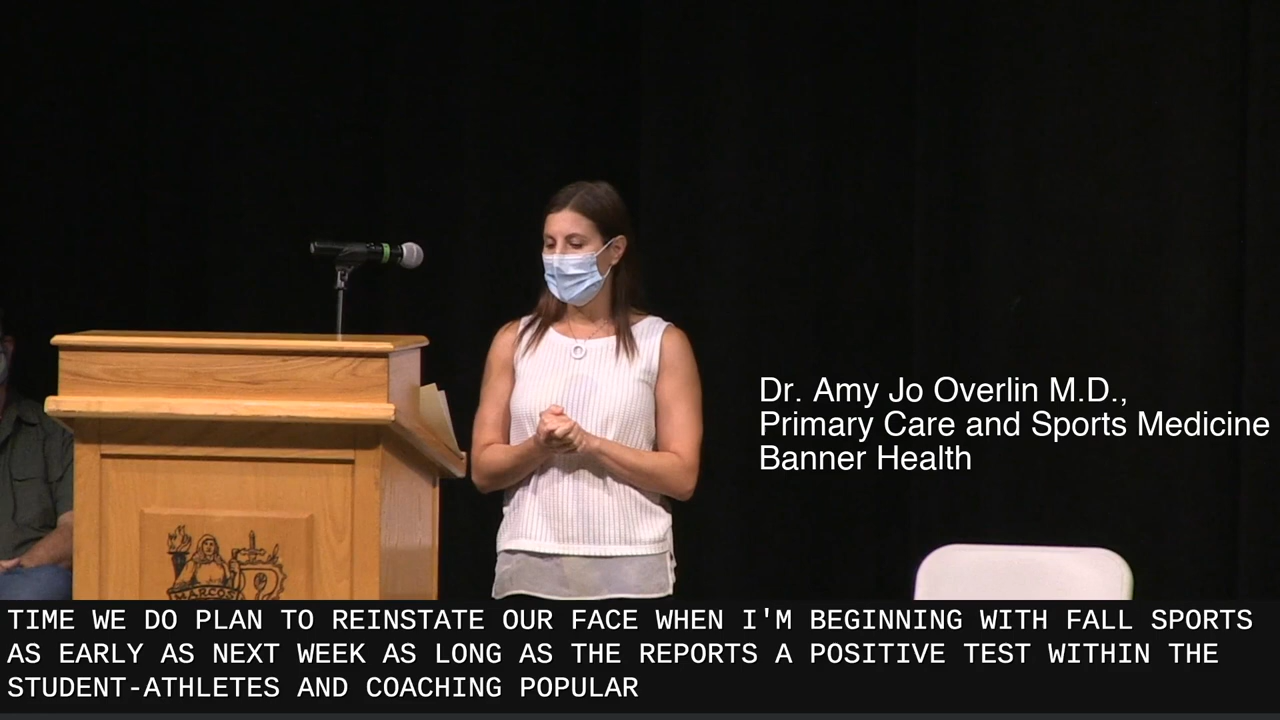 Dr. Amy Jo Overlin M.D.,
Primary Care and Sports Medicine
Banner Health
MARCOS
TIME WE DO PLAN TO REINSTATE OUR FACE WHEN I'M BEGINNING WITH FALL SPORTS
AS EARLY AS NEXT WEEK AS LONG AS THE REPORTS A POSITIVE TEST WITHIN THE
STUDENT-ATHLETES AND COACHING POPULAR